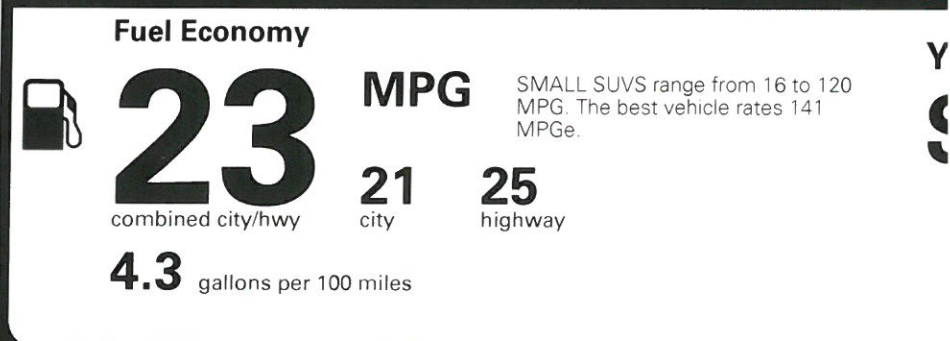 Fuel Economy
23 MPG
combined city/hwy
21 city
25 highway
SMALL SUVS range from 16 to 120
MPG. The best vehicle rates 141
MPGe.
4.3 gallons per 100 miles
Y